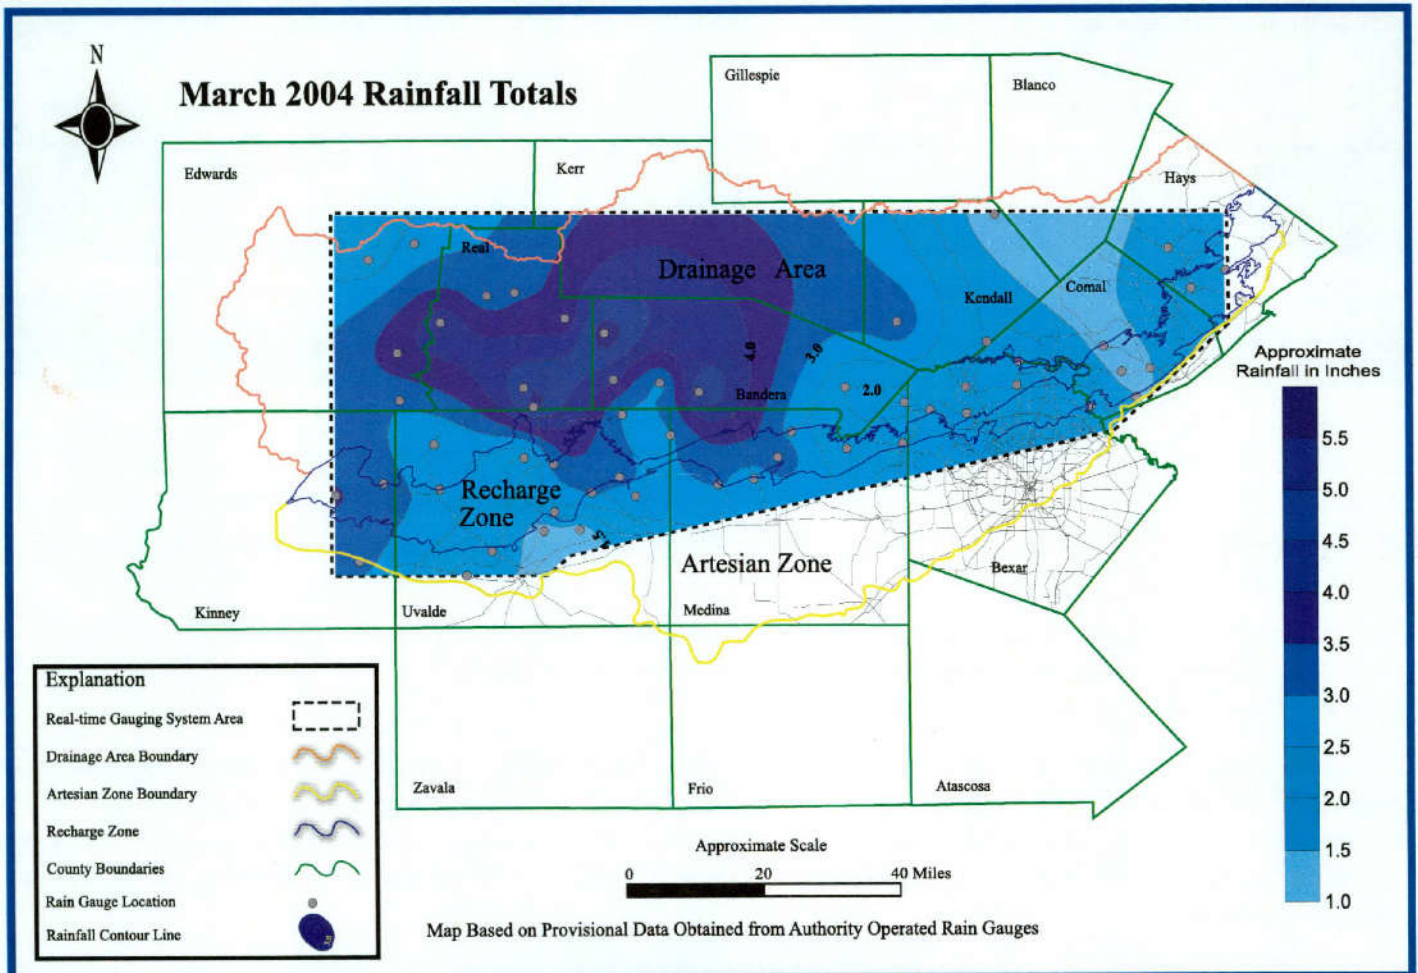 N
March 2004 Rainfall Totals
Gillespie
Blanco
Edwards
Kerr
Hays
Real
Drainage Area
Kendall
Comal
4.0
3.0
2.0
Bandera
Recharge
Zone
1.5
Artesian Zone
Bexar
Kinney
Uvalde
Medina
Zavala
Frio
Atascosa
Approximate
Rainfall in Inches
5.5
5.0
4.5
4.0
3.5
3.0
2.5
2.0
1.5
1.0
Explanation
Real-time Gauging System Area
Drainage Area Boundary
Artesian Zone Boundary
Recharge Zone
County Boundaries
Rain Gauge Location
Rainfall Contour Line
Approximate Scale
0 20 40 Miles
Map Based on Provisional Data Obtained from Authority Operated Rain Gauges